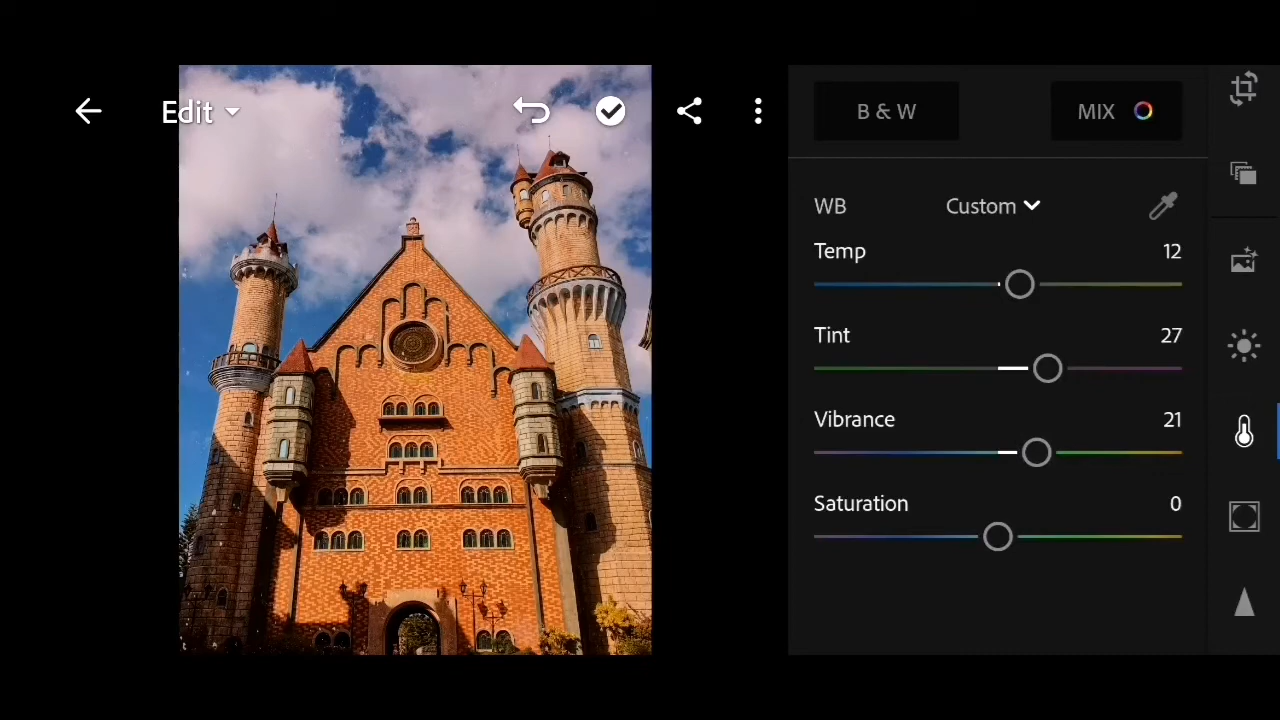 Edit
B & W
MIX
WB
Custom
Temp
12
Tint
27
Vibrance
21
Saturation
0